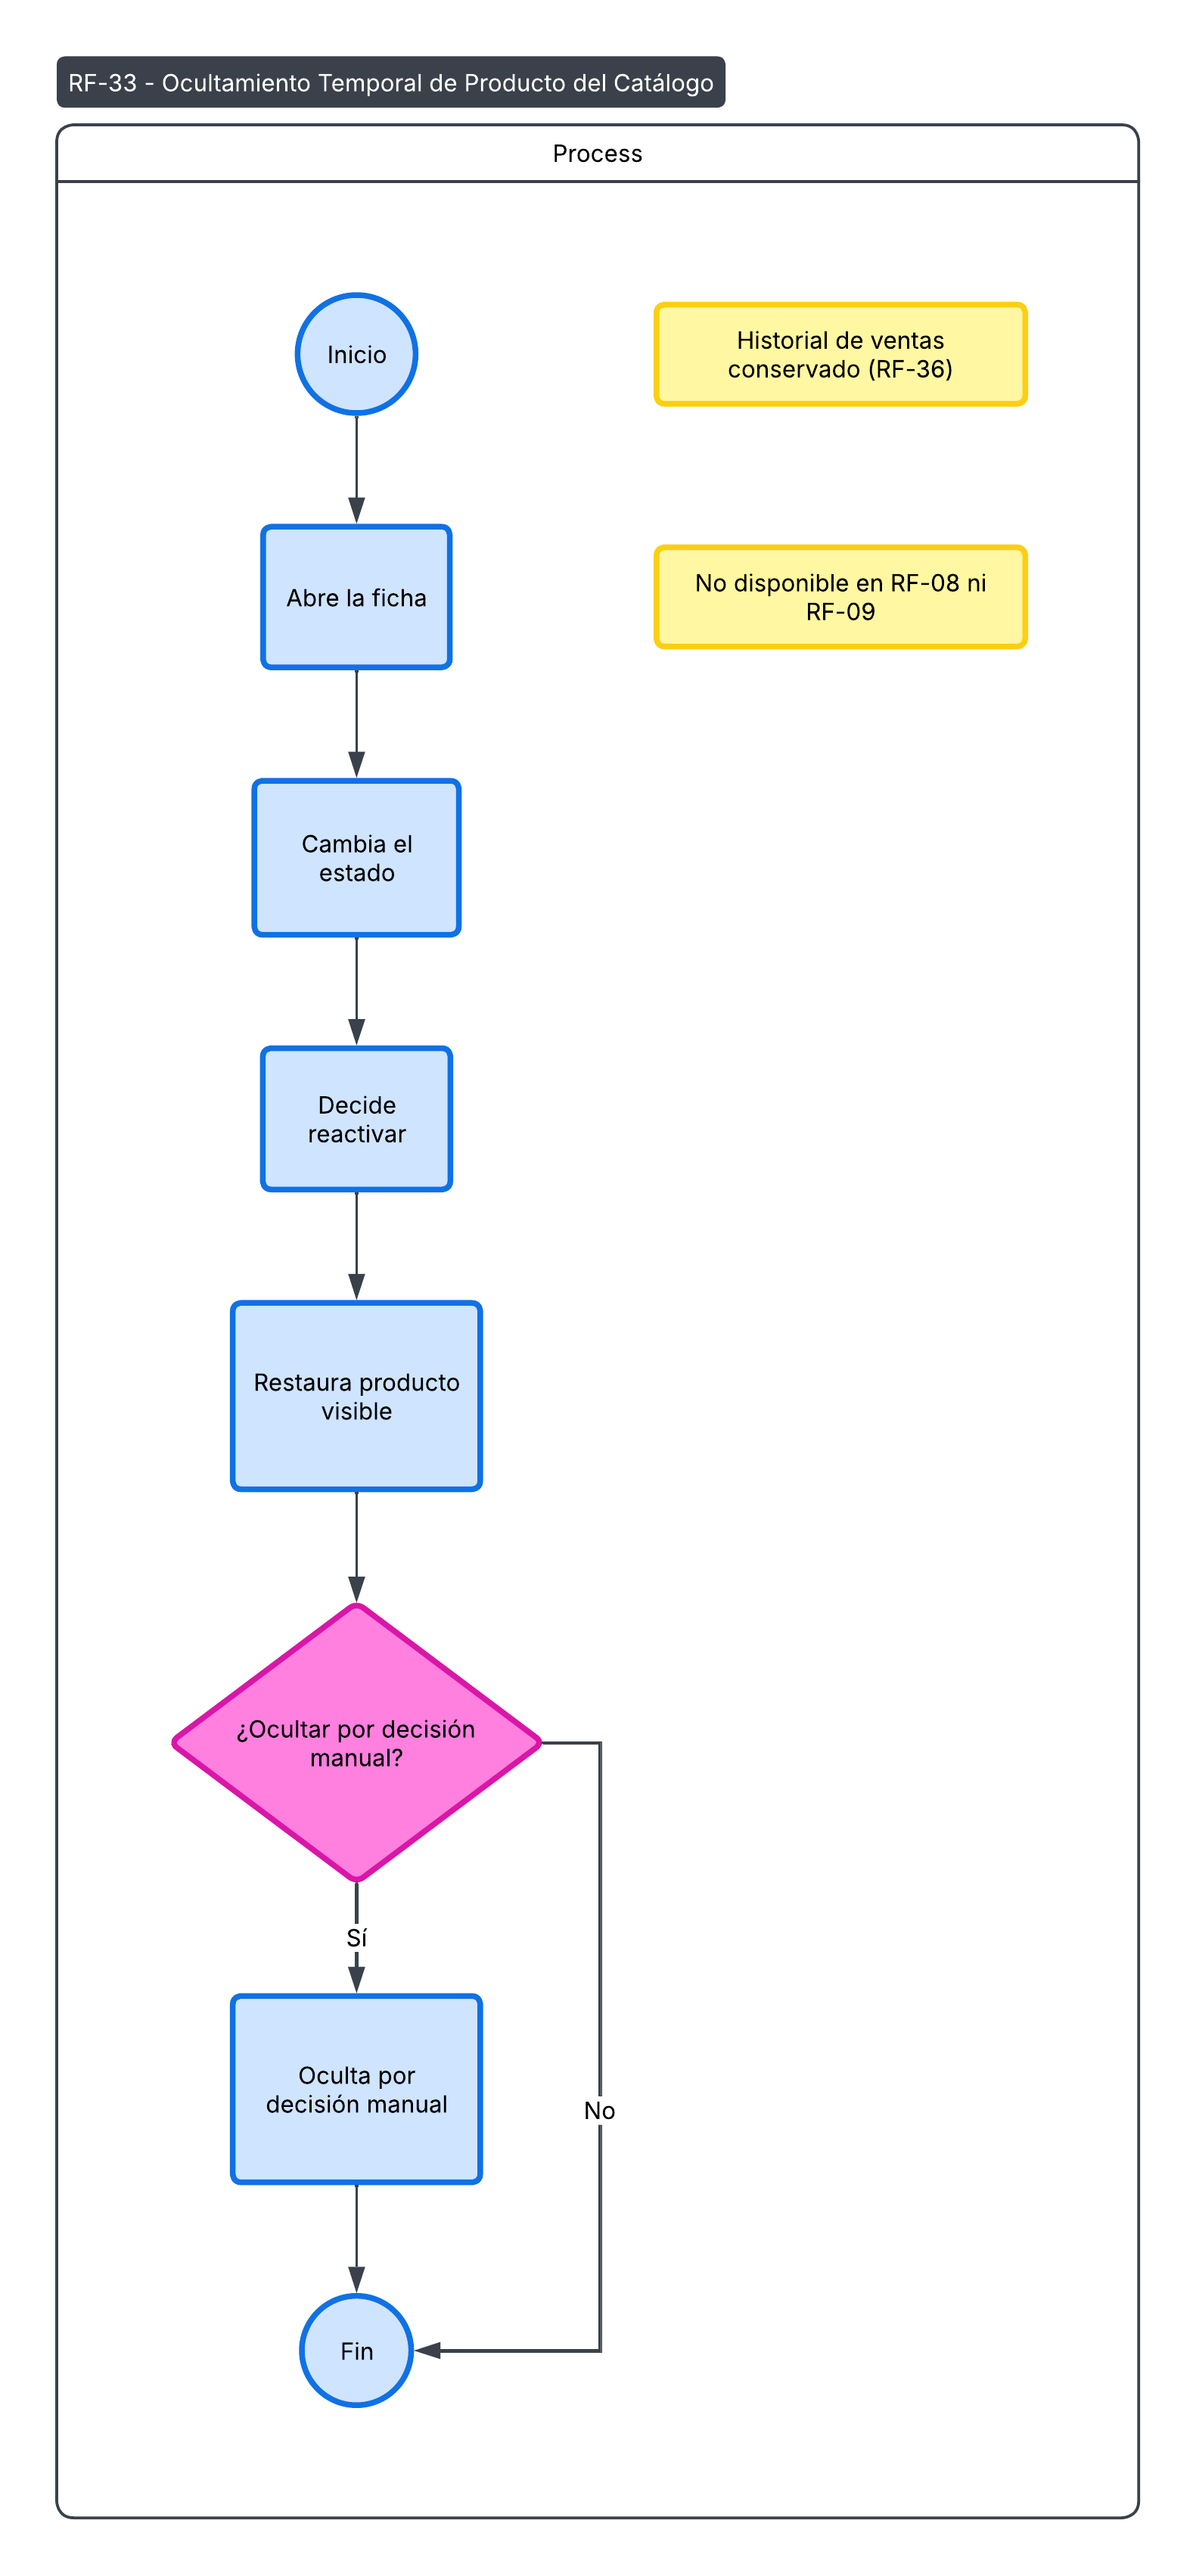 RF-33 - Ocultamiento Temporal de Producto del Catálogo
Process
Inicio
Historial de ventas
conservado (RF-36)
Abre la ficha
No disponible en RF-08 ni
RF-09
Cambia el
estado
Decide
reactivar
Restaura producto
visible
¿Ocultar por decisión
manual?
Sí
Oculta por
decisión manual
No
Fin